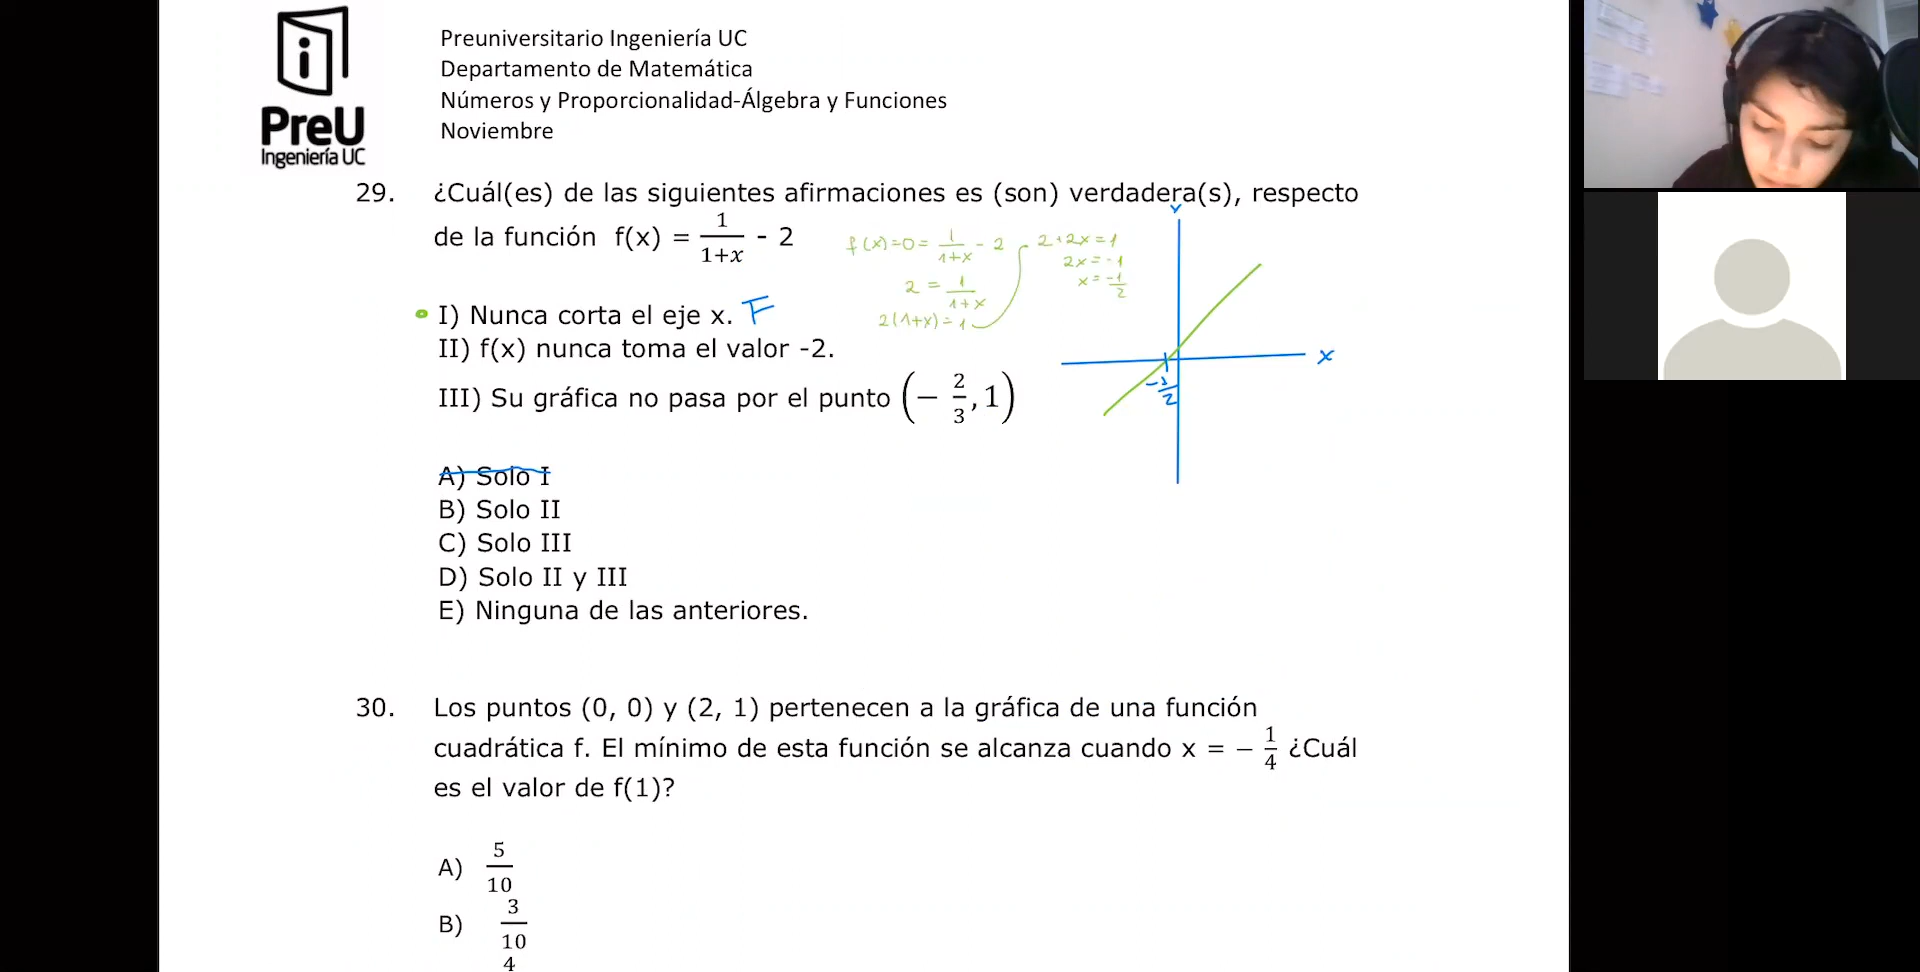 PreU
Ingeniería UC
Preuniversitario Ingeniería UC
Departamento de Matemática
Números y Proporcionalidad-Álgebra y Funciones
Noviembre
29. ¿Cuál(es) de las siguientes afirmaciones es (son) verdadera(s), respecto
de la función f(x) = 1/(1+x) - 2
f(x)=0= 1/(1+x) - 2
2 = 1/(1+x)
2(1+x)=1
2+2x=1
2x=-1
x=-1/2
I) Nunca corta el eje x. F
II) f(x) nunca toma el valor -2.
III) Su gráfica no pasa por el punto (− 2/3, 1)
Y
x
-1/2
A) Solo I
B) Solo II
C) Solo III
D) Solo II y III
E) Ninguna de las anteriores.
30. Los puntos (0, 0) y (2, 1) pertenecen a la gráfica de una función
cuadrática f. El mínimo de esta función se alcanza cuando x = − 1/4 ¿Cuál
es el valor de f(1)?
A) 5/10
B) 3/10
4